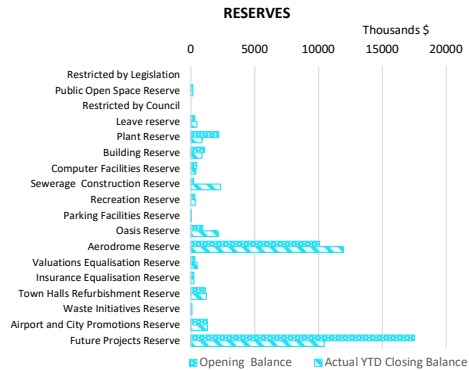 RESERVES
Thousands $
0 5000 10000 15000 20000
Restricted by Legislation
Public Open Space Reserve
Restricted by Council
Leave reserve
Plant Reserve
Building Reserve
Computer Facilities Reserve
Sewerage Construction Reserve
Recreation Reserve
Parking Facilities Reserve
Oasis Reserve
Aerodrome Reserve
Valuations Equalisation Reserve
Insurance Equalisation Reserve
Town Halls Refurbishment Reserve
Waste Initiatives Reserve
Airport and City Promotions Reserve
Future Projects Reserve
Opening Balance Actual YTD Closing Balance